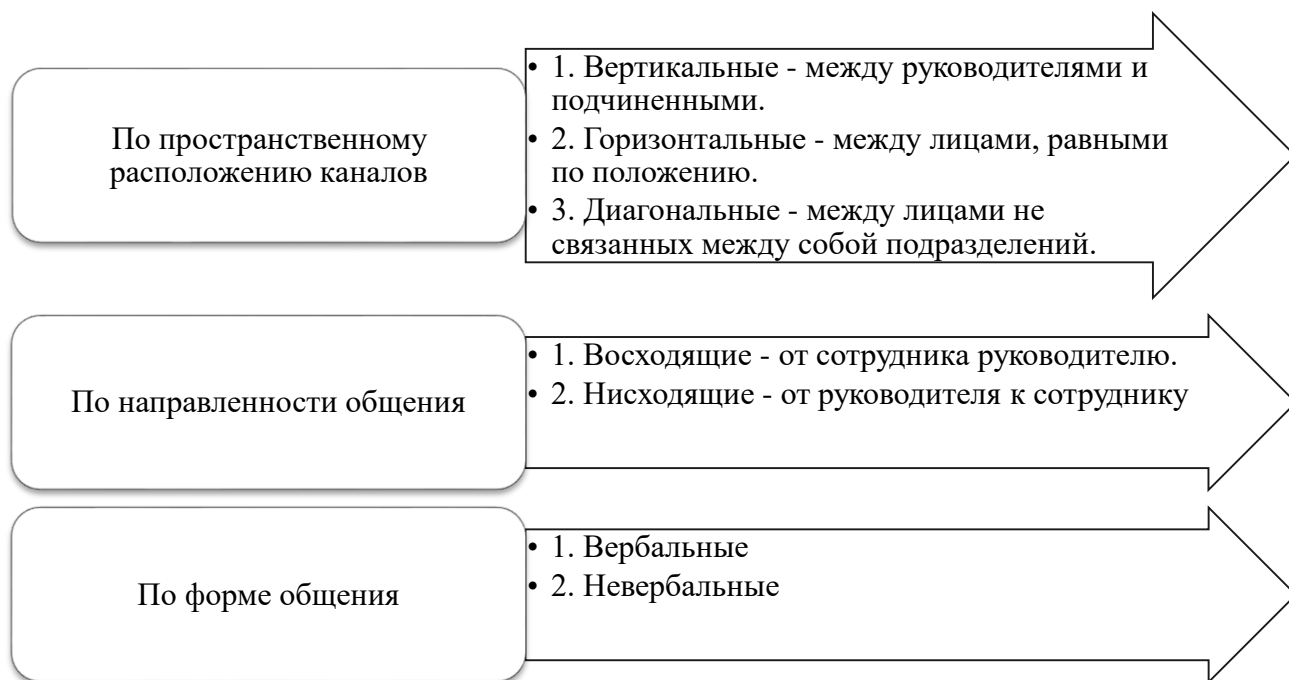 По пространственному
расположению каналов
• 1. Вертикальные - между руководителями и
подчиненными.
• 2. Горизонтальные - между лицами, равными
по положению.
• 3. Диагональные - между лицами не
связанных между собой подразделений.
По направленности общения
• 1. Восходящие - от сотрудника руководителю.
• 2. Нисходящие - от руководителя к сотруднику
По форме общения
• 1. Вербальные
• 2. Невербальные